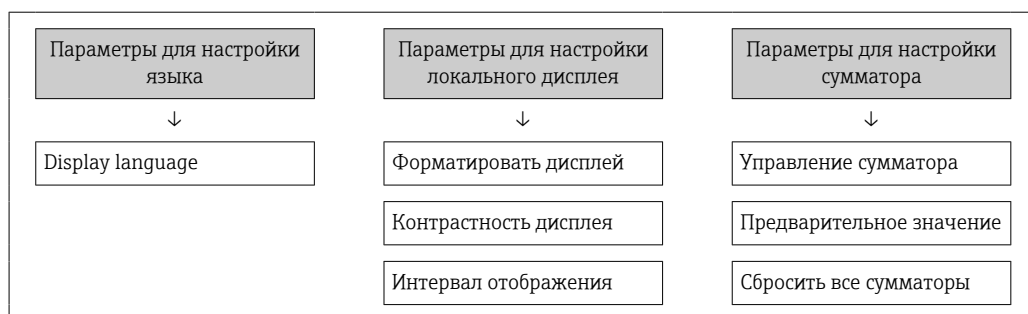 Параметры для настройки
языка
↓
Display language
Параметры для настройки
локального дисплея
↓
Форматировать дисплей
Контрастность дисплея
Интервал отображения
Параметры для настройки
сумматора
↓
Управление сумматора
Предварительное значение
Сбросить все сумматоры